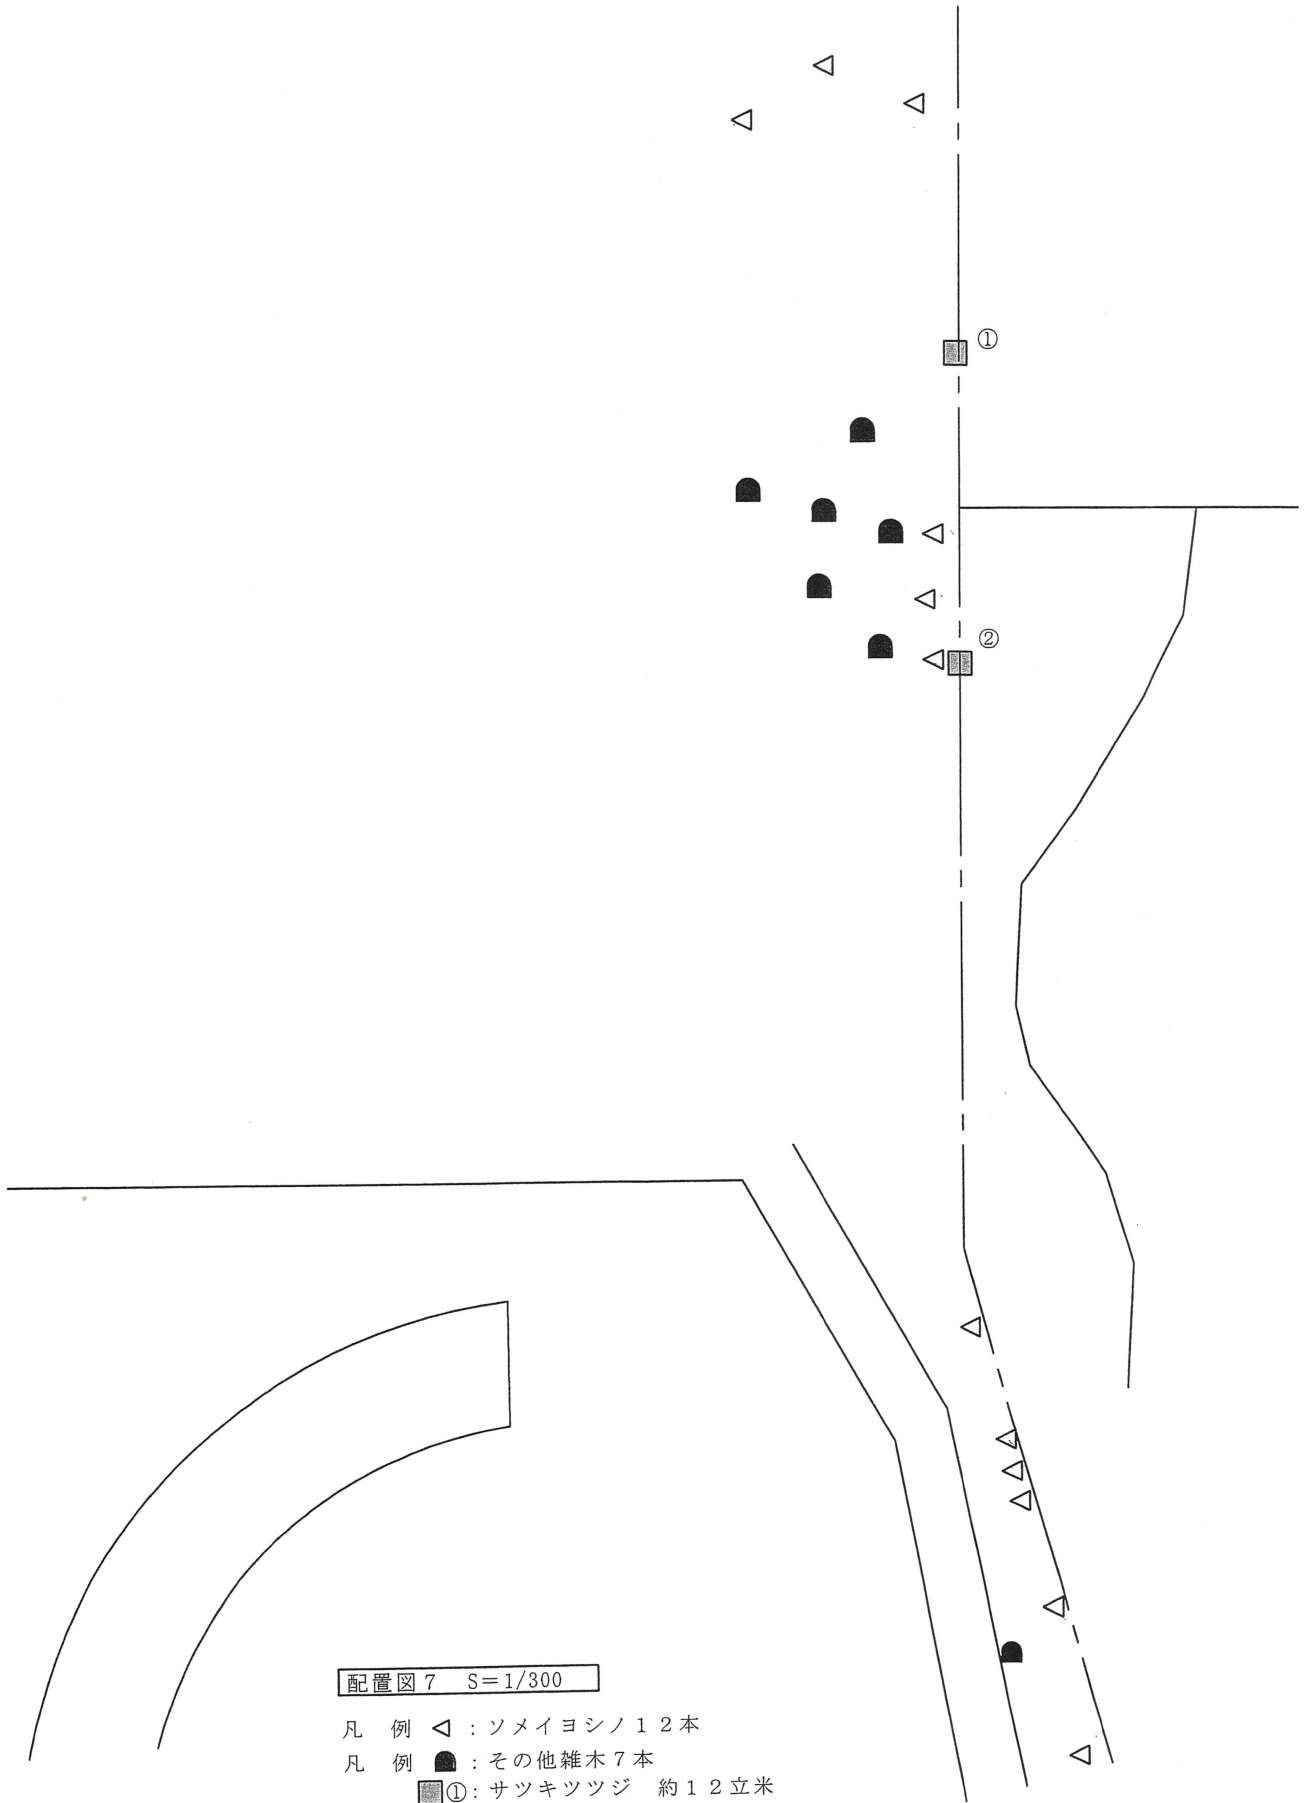 ①
②
配置図7 S=1/300
凡 例 ◁ : ソメイヨシノ12本
凡 例 : その他雑木7本
①: サツキツツジ 約12立米